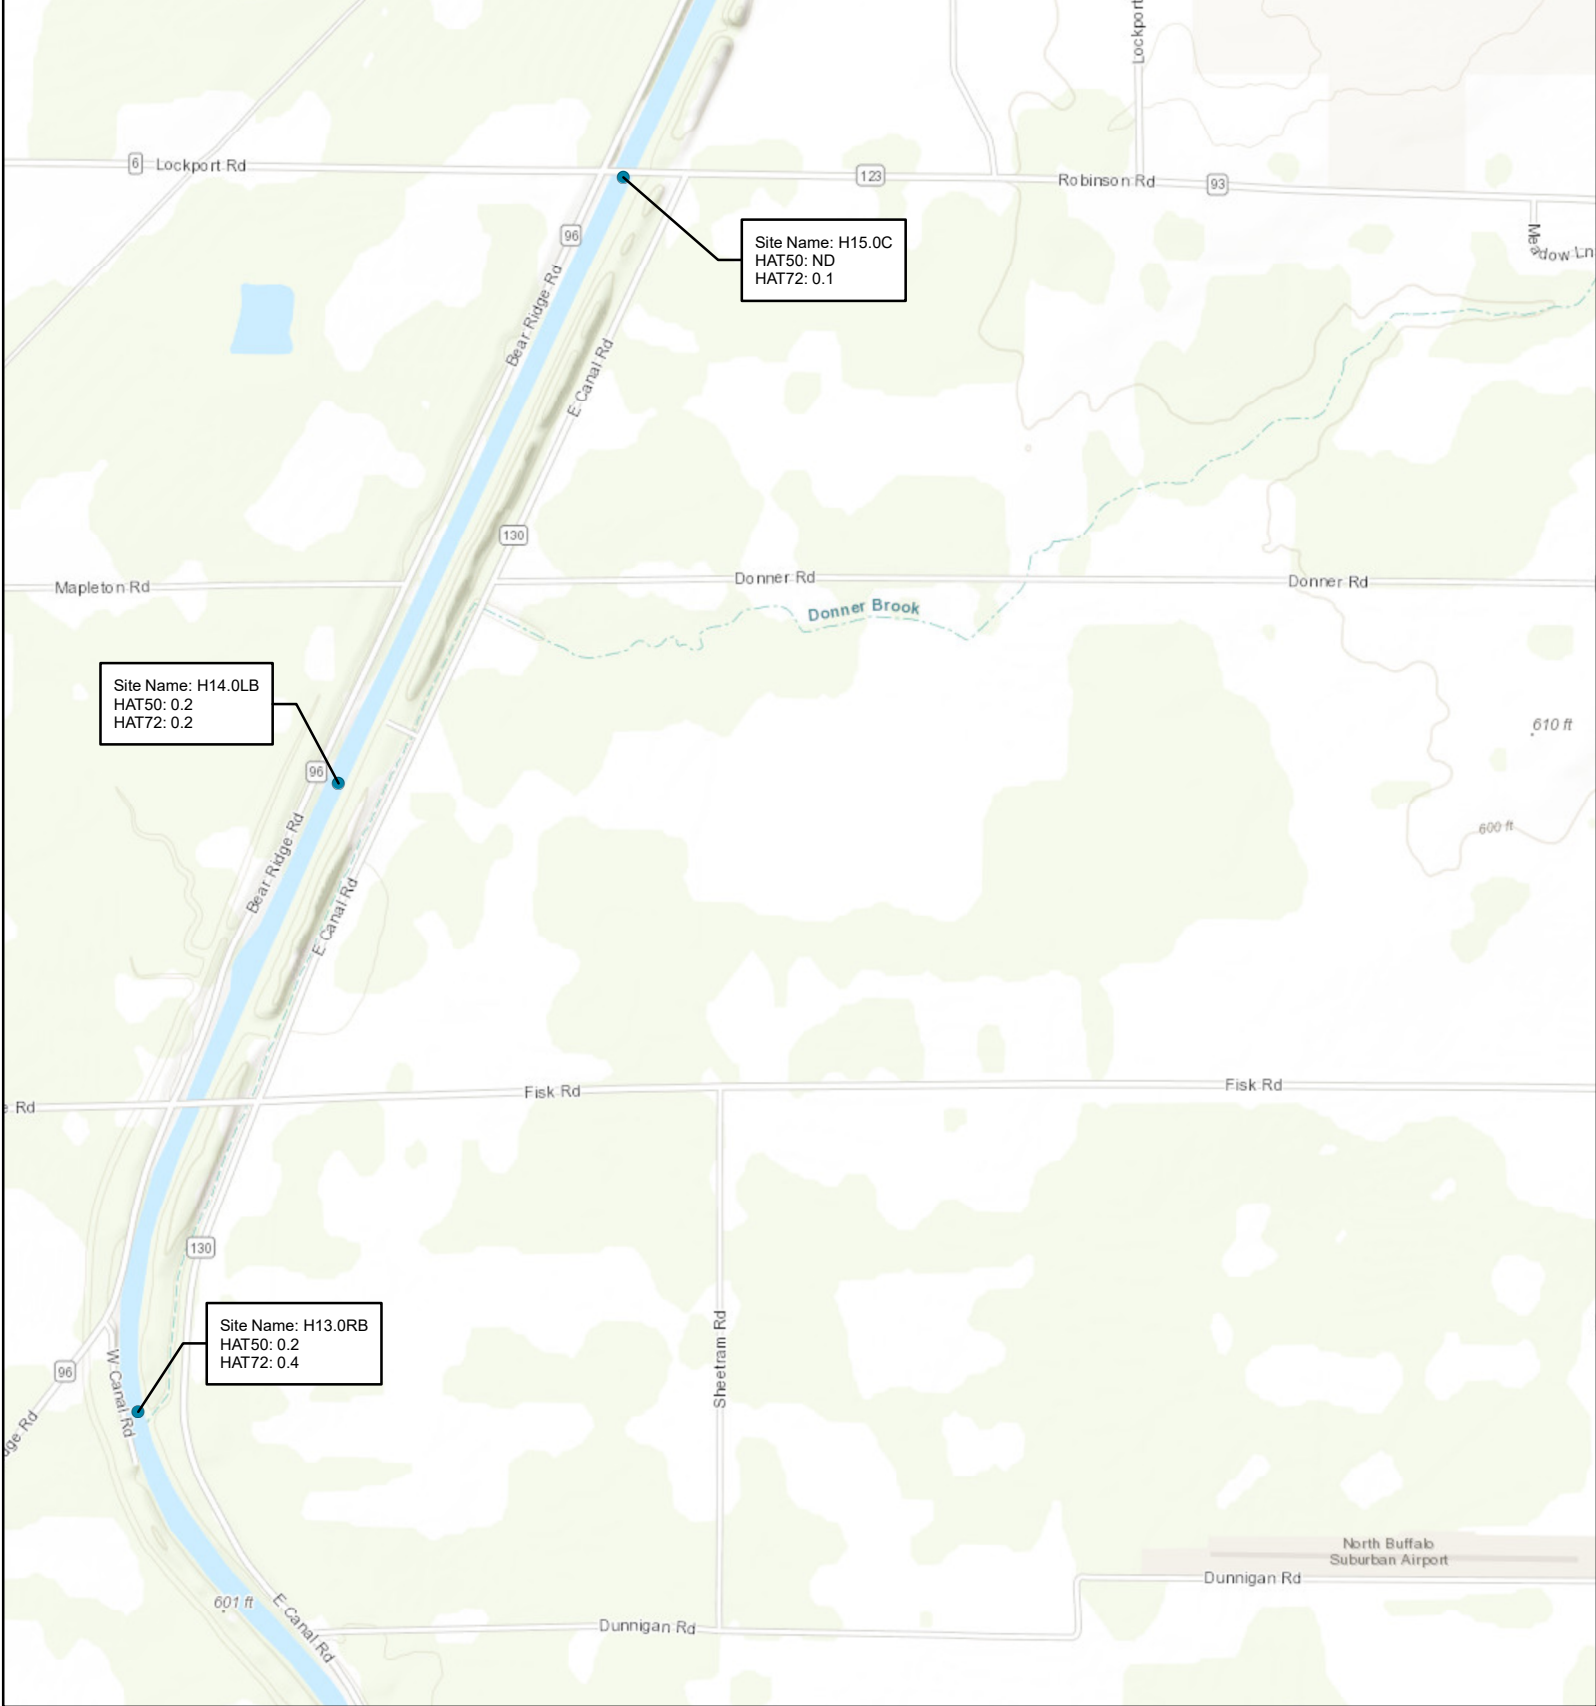 Lockport
6
Lockport Rd
123
Robinson Rd
93
Meadow Ln
96
Site Name: H15.0C
HAT50: ND
HAT72: 0.1
Bear Ridge Rd
E Canal Rd
130
Mapleton Rd
Donner Rd
Donner Rd
Donner Brook
Site Name: H14.0LB
HAT50: 0.2
HAT72: 0.2
610 ft
96
Bear Ridge Rd
E Canal Rd
600 ft
Fisk Rd
Fisk Rd
e Rd
130
Site Name: H13.0RB
HAT50: 0.2
HAT72: 0.4
96
W Canal Rd
Sheetram Rd
dge Rd
North Buffalo
Suburban Airport
Dunnigan Rd
601 ft
E Canal Rd
Dunnigan Rd